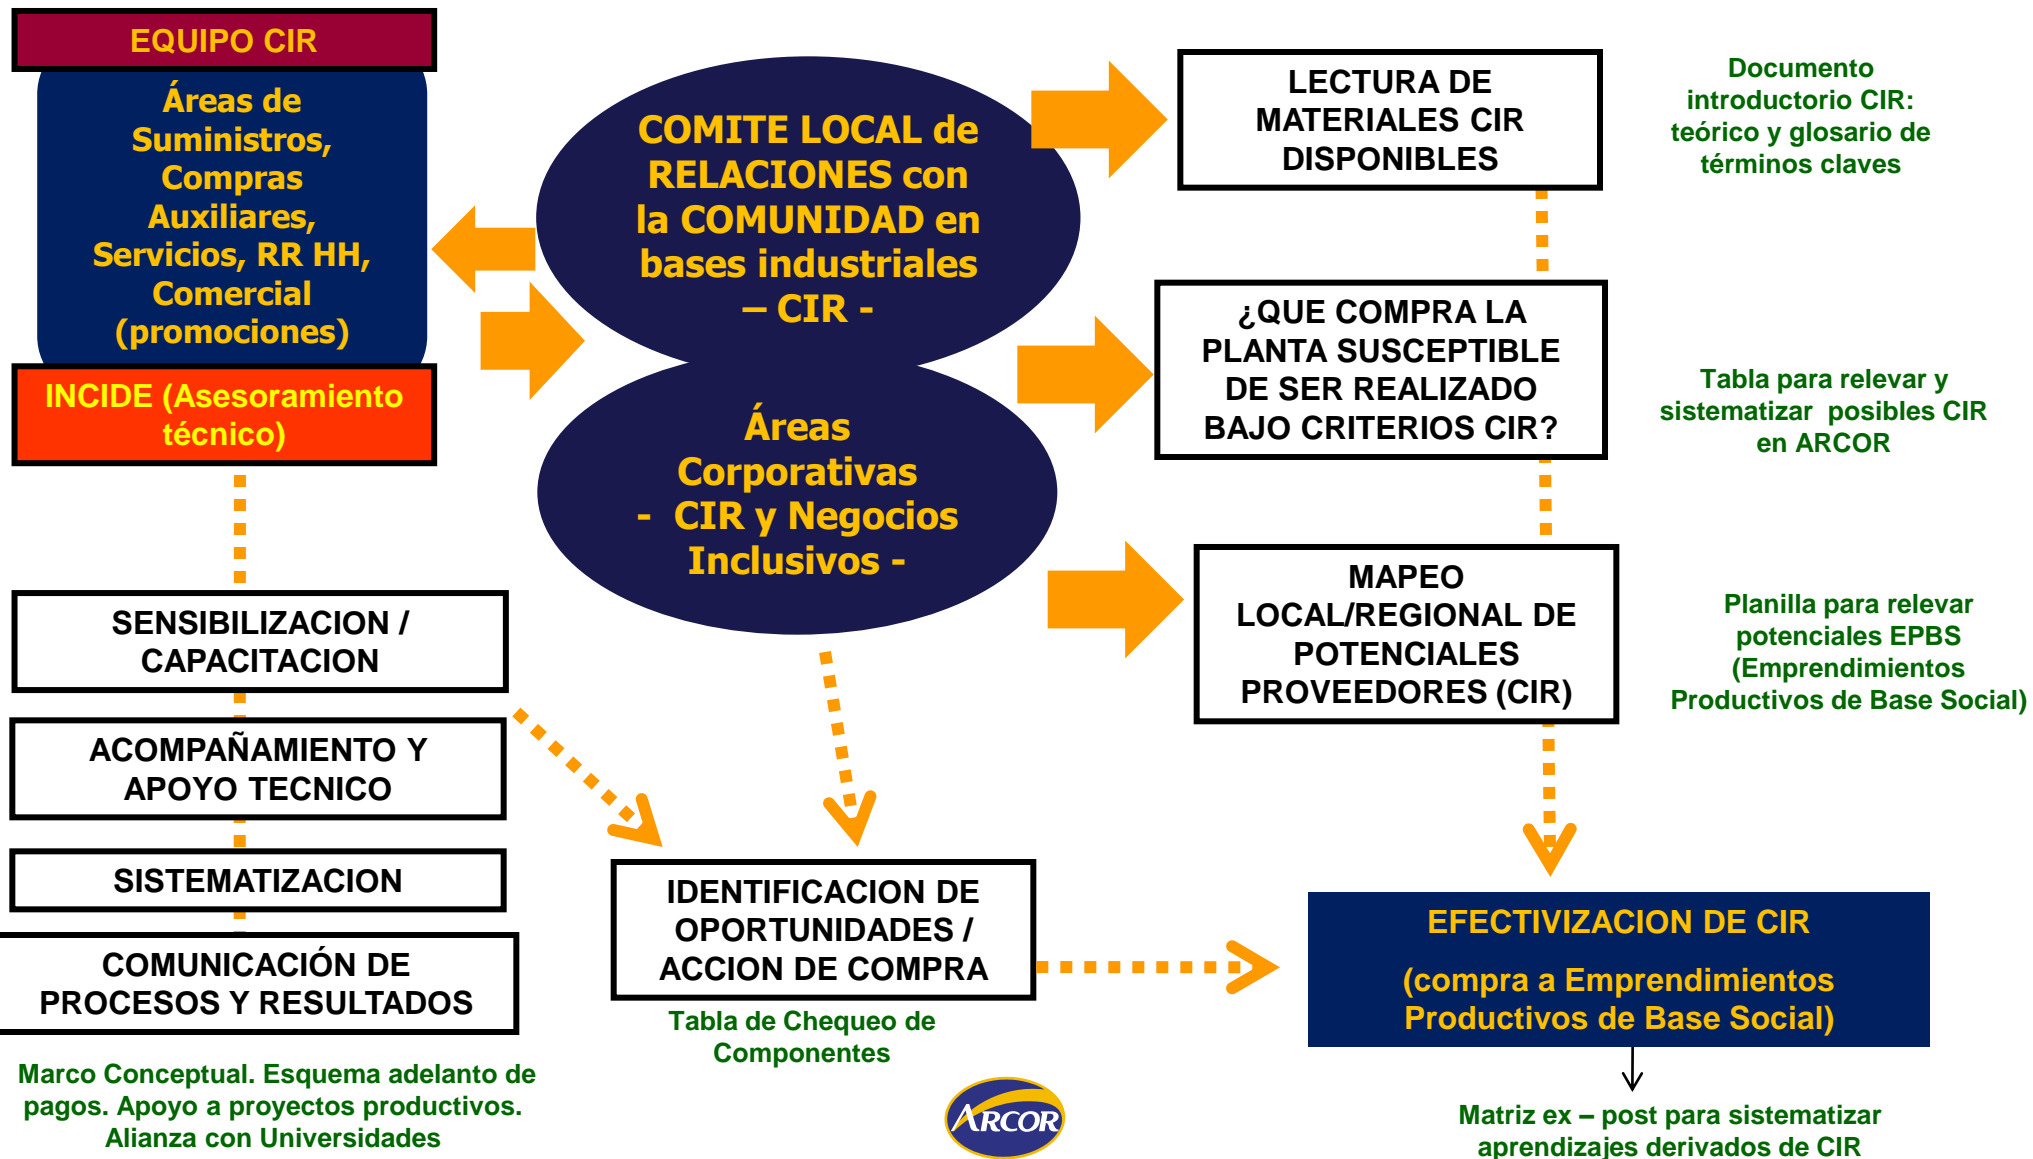 EQUIPO CIR
Áreas de
Suministros,
Compras
Auxiliares,
Servicios, RR HH,
Comercial
(promociones)
INCIDE (Asesoramiento
técnico)
SENSIBILIZACION /
CAPACITACION
ACOMPAÑAMIENTO Y
APOYO TECNICO
SISTEMATIZACION
COMUNICACIÓN DE
PROCESOS Y RESULTADOS
Marco Conceptual. Esquema adelanto de
pagos. Apoyo a proyectos productivos.
Alianza con Universidades
COMITE LOCAL de
RELACIONES con
la COMUNIDAD en
bases industriales
– CIR -
Áreas
Corporativas
- CIR y Negocios
Inclusivos -
IDENTIFICACION DE
OPORTUNIDADES /
ACCION DE COMPRA
Tabla de Chequeo de
Componentes
ARCOR
LECTURA DE
MATERIALES CIR
DISPONIBLES
Documento
introductorio CIR:
teórico y glosario de
términos claves
¿QUE COMPRA LA
PLANTA SUSCEPTIBLE
DE SER REALIZADO
BAJO CRITERIOS CIR?
Tabla para relevar y
sistematizar posibles CIR
en ARCOR
MAPEO
LOCAL/REGIONAL DE
POTENCIALES
PROVEEDORES (CIR)
Planilla para relevar
potenciales EPBS
(Emprendimientos
Productivos de Base Social)
EFECTIVIZACION DE CIR
(compra a Emprendimientos
Productivos de Base Social)
Matriz ex – post para sistematizar
aprendizajes derivados de CIR